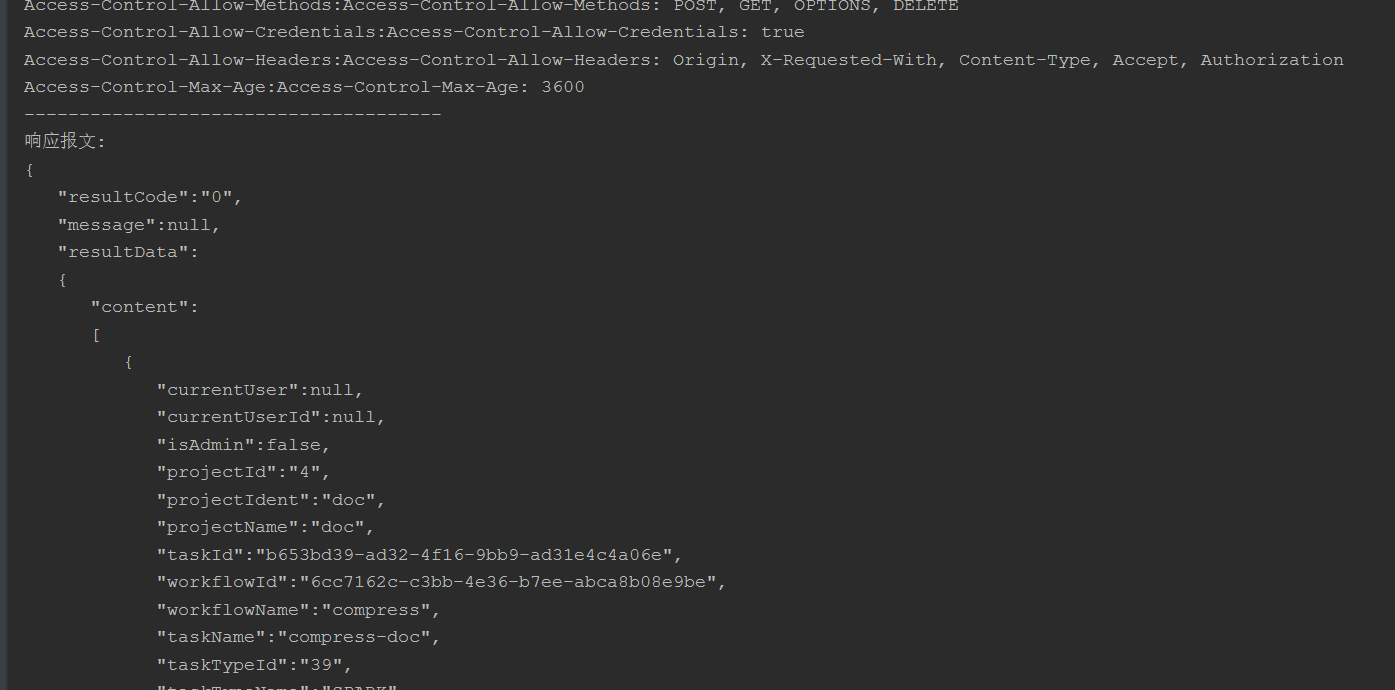 Access-Control-Allow-Methods:Access-Control-Allow-Methods: POST, GET, OPTIONS, DELETE
Access-Control-Allow-Credentials:Access-Control-Allow-Credentials: true
Access-Control-Allow-Headers:Access-Control-Allow-Headers: Origin, X-Requested-With, Content-Type, Accept, Authorization
Access-Control-Max-Age:Access-Control-Max-Age: 3600
--------------------------------------
响应报文:
{
   "resultCode":"0",
   "message":null,
   "resultData":
   {
      "content":
      [
         {
            "currentUser":null,
            "currentUserId":null,
            "isAdmin":false,
            "projectId":"4",
            "projectIdent":"doc",
            "projectName":"doc",
            "taskId":"b653bd39-ad32-4f16-9bb9-ad31e4c4a06e",
            "workflowId":"6cc7162c-c3bb-4e36-b7ee-abca8b08e9be",
            "workflowName":"compress",
            "taskName":"compress-doc",
            "taskTypeId":"39",
            "taskTypeName":"SPARK"